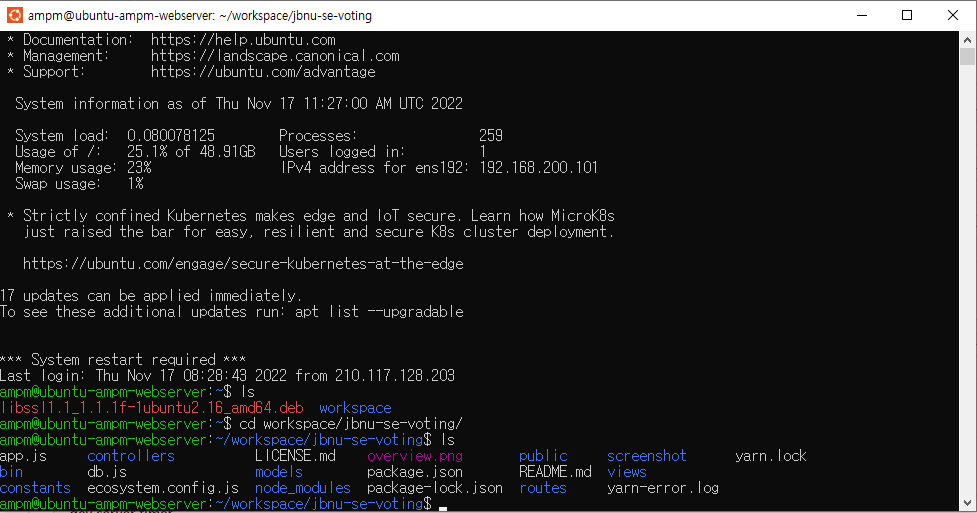 ampm@ubuntu-ampm-webserver: ~/workspace/jbnu-se-voting
* Documentation:  https://help.ubuntu.com
* Management:     https://landscape.canonical.com
* Support:        https://ubuntu.com/advantage
System information as of Thu Nov 17 11:27:00 AM UTC 2022
System load:  0.080078125        Processes:               259
Usage of /:   25.1% of 48.91GB   Users logged in:         1
Memory usage: 23%                IPv4 address for ens192: 192.168.200.101
Swap usage:   1%
* Strictly confined Kubernetes makes edge and IoT secure. Learn how MicroK8s
just raised the bar for easy, resilient and secure K8s cluster deployment.
https://ubuntu.com/engage/secure-kubernetes-at-the-edge
17 updates can be applied immediately.
To see these additional updates run: apt list --upgradable
*** System restart required ***
Last login: Thu Nov 17 08:28:43 2022 from 210.117.128.203
ampm@ubuntu-ampm-webserver:~$ ls
libssl1.1_1.1.1f-1ubuntu2.16_amd64.deb  workspace
ampm@ubuntu-ampm-webserver:~$ cd workspace/jbnu-se-voting/
ampm@ubuntu-ampm-webserver:~/workspace/jbnu-se-voting$ ls
app.js     controllers          LICENSE.md    overview.png       public     screenshot      yarn.lock
bin        db.js                models        package.json       README.md  views
constants  ecosystem.config.js  node_modules  package-lock.json  routes     yarn-error.log
ampm@ubuntu-ampm-webserver:~/workspace/jbnu-se-voting$